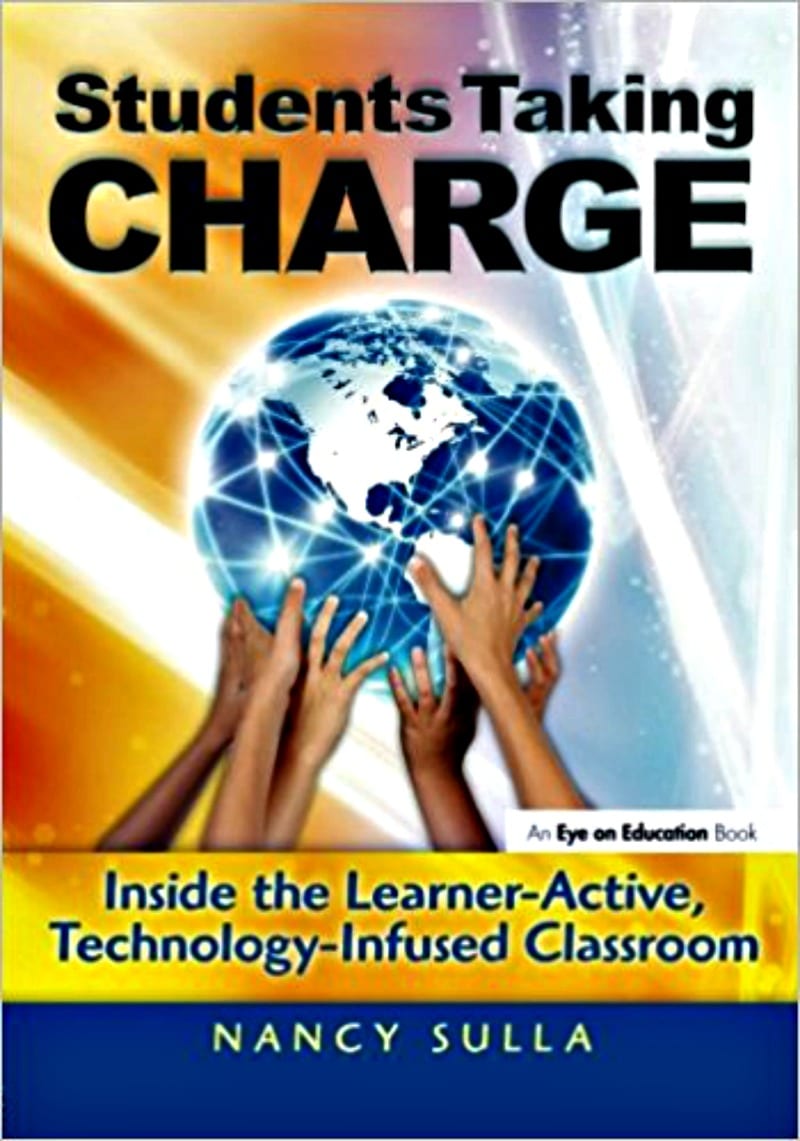 Students Taking
CHARGE
An Eye on Education Book
Inside the Learner-Active,
Technology-Infused Classroom
NANCY SULLA